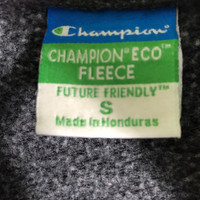 Champion
CHAMPION® ECO™
FLEECE
FUTURE FRIENDLY™
S
Made in Honduras